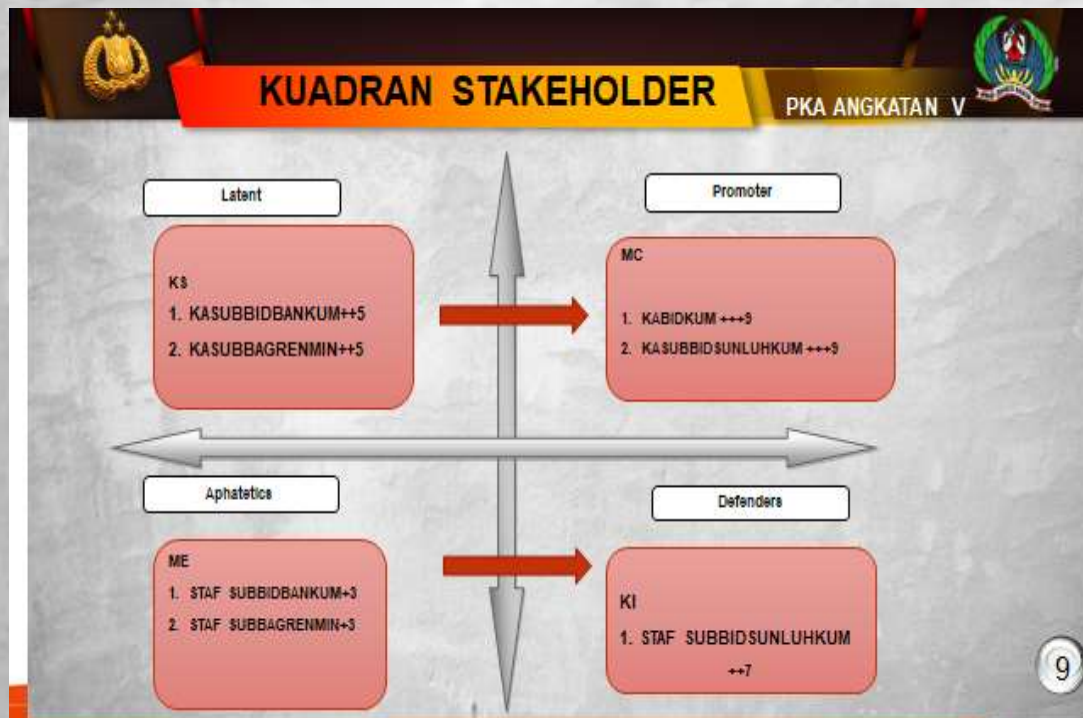 KUADRAN STAKEHOLDER
PKA ANGKATAN V
Latent
KS
1. KASUBBIDBANKUM++5
2. KASUBBAGRENMIN++5
Promoter
MC
1. KABIDKUM +++9
2. KASUBBIDSUNLUHKUM +++9
Aphatetics
ME
1. STAF SUBBIDBANKUM+3
2. STAF SUBBAGRENMIN+3
Defenders
KI
1. STAF SUBBIDSUNLUHKUM
++7
9